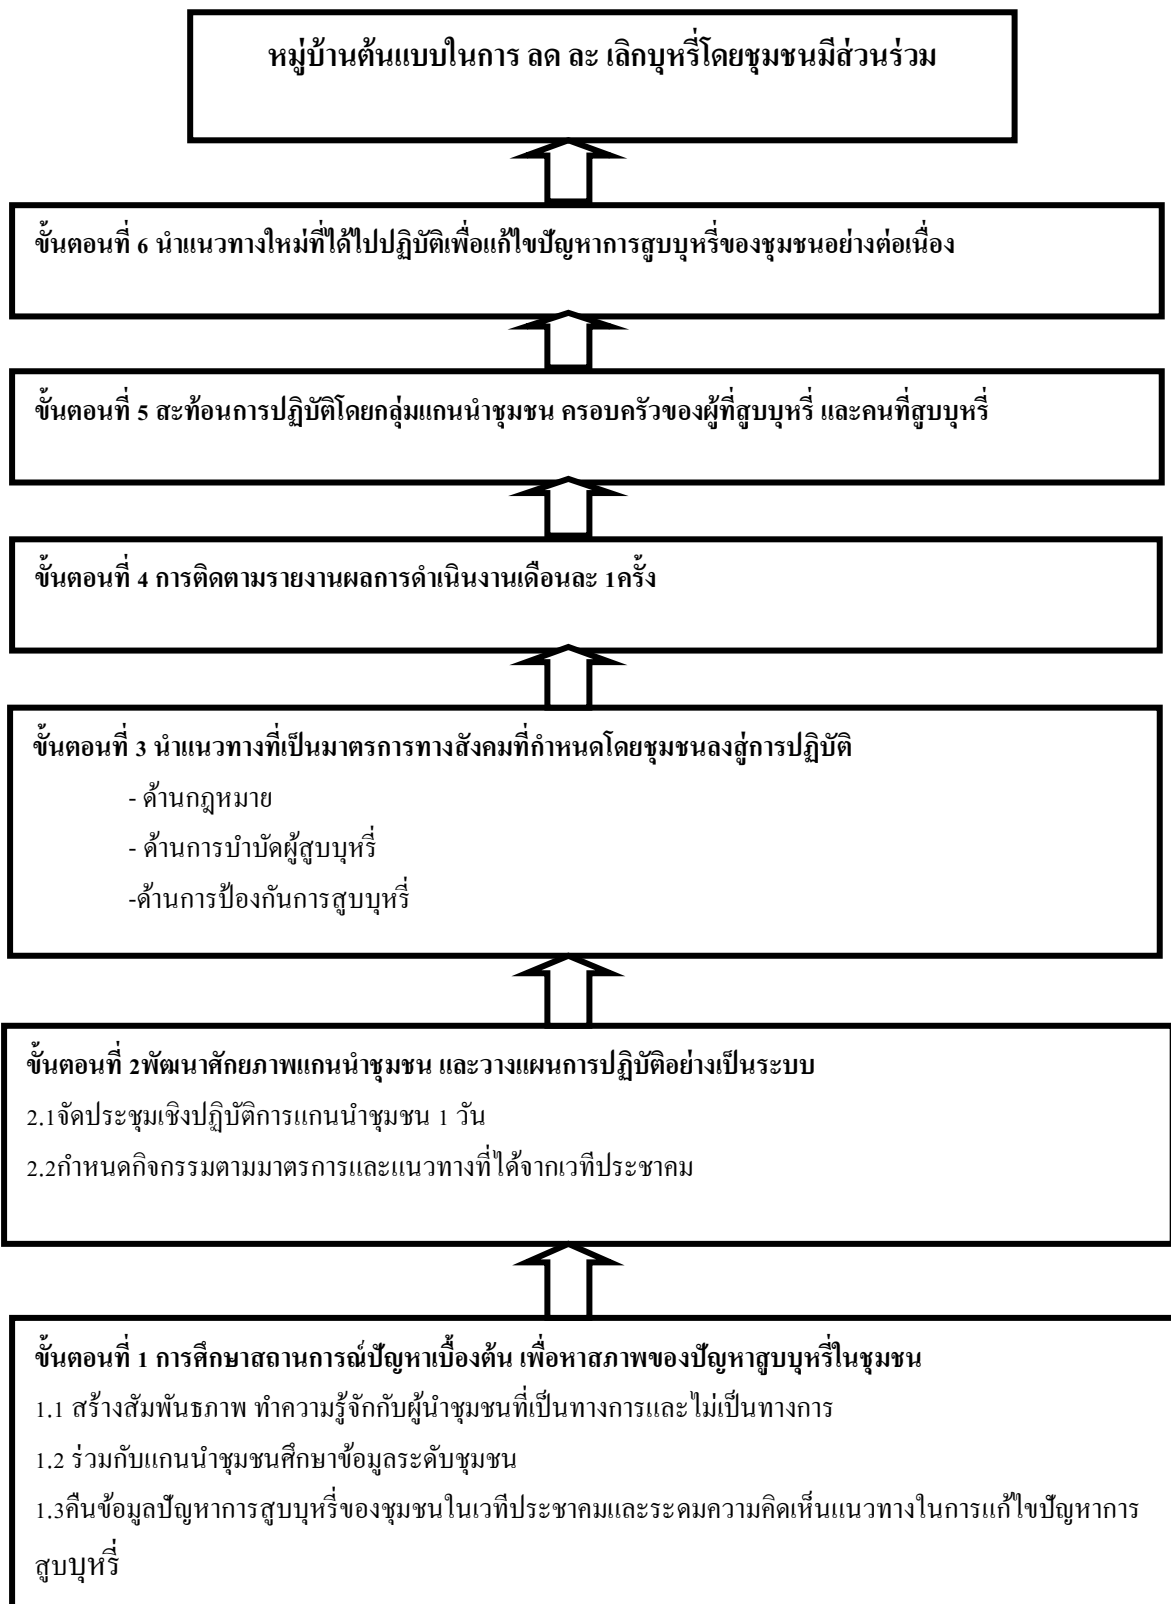 หมู่บ้านต้นแบบในการ ลด ละ เลิกบุหรี่โดยชุมชนมีส่วนร่วม
ขั้นตอนที่ 6 นำแนวทางใหม่ที่ได้ไปปฏิบัติเพื่อแก้ไขปัญหาการสูบบุหรี่ของชุมชนอย่างต่อเนื่อง
ขั้นตอนที่ 5 สะท้อนการปฏิบัติโดยกลุ่มแกนนำชุมชน ครอบครัวของผู้ที่สูบบุหรี่ และคนที่สูบบุหรี่
ขั้นตอนที่ 4 การติดตามรายงานผลการดำเนินงานเดือนละ 1ครั้ง
ขั้นตอนที่ 3 นำแนวทางที่เป็นมาตรการทางสังคมที่กำหนดโดยชุมชนลงสู่การปฏิบัติ
- ด้านกฎหมาย
- ด้านการบำบัดผู้สูบบุหรี่
-ด้านการป้องกันการสูบบุหรี่
ขั้นตอนที่ 2พัฒนาศักยภาพแกนนำชุมชน และวางแผนการปฏิบัติอย่างเป็นระบบ
2.1จัดประชุมเชิงปฏิบัติการแกนนำชุมชน 1 วัน
2.2กำหนดกิจกรรมตามมาตรการและแนวทางที่ได้จากเวทีประชาคม
ขั้นตอนที่ 1 การศึกษาสถานการณ์ปัญหาเบื้องต้น เพื่อหาสภาพของปัญหาสูบบุหรี่ในชุมชน
1.1 สร้างสัมพันธภาพ ทำความรู้จักกับผู้นำชุมชนที่เป็นทางการและไม่เป็นทางการ
1.2 ร่วมกับแกนนำชุมชนศึกษาข้อมูลระดับชุมชน
1.3คืนข้อมูลปัญหาการสูบบุหรี่ของชุมชนในเวทีประชาคมและระดมความคิดเห็นแนวทางในการแก้ไขปัญหาการ
สูบบุหรี่